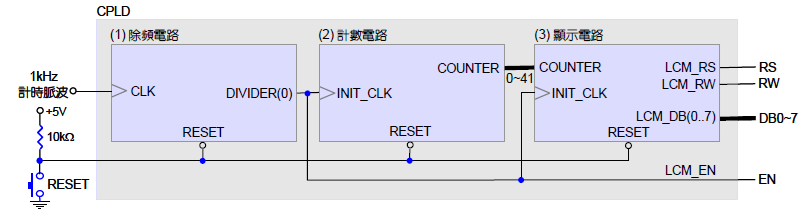 CPLD
(1) 除頻電路
(2) 計數電路
(3) 顯示電路
1kHz
計時脈波
CLK
DIVIDER(0)
RESET
COUNTER
INIT_CLK
RESET
0~41
COUNTER
INIT_CLK
LCM_RS
LCM_RW
LCM_DB(0..7)
RESET
RS
RW
DB0~7
+5V
10kΩ
RESET
LCM_EN
EN